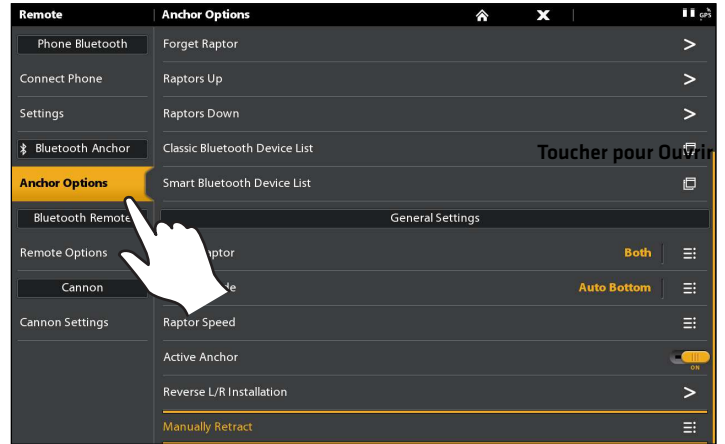 Remote
Anchor Options
GPS
Phone Bluetooth
Connect Phone
Settings
Bluetooth Anchor
Anchor Options
Bluetooth Remote
Remote Options
Cannon
Cannon Settings
Forget Raptor
Raptors Up
Raptors Down
Classic Bluetooth Device List
Toucher pour Ouvrir
Smart Bluetooth Device List
General Settings
Both
Auto Bottom
Raptor Speed
Active Anchor
ON
Reverse L/R Installation
Manually Retract